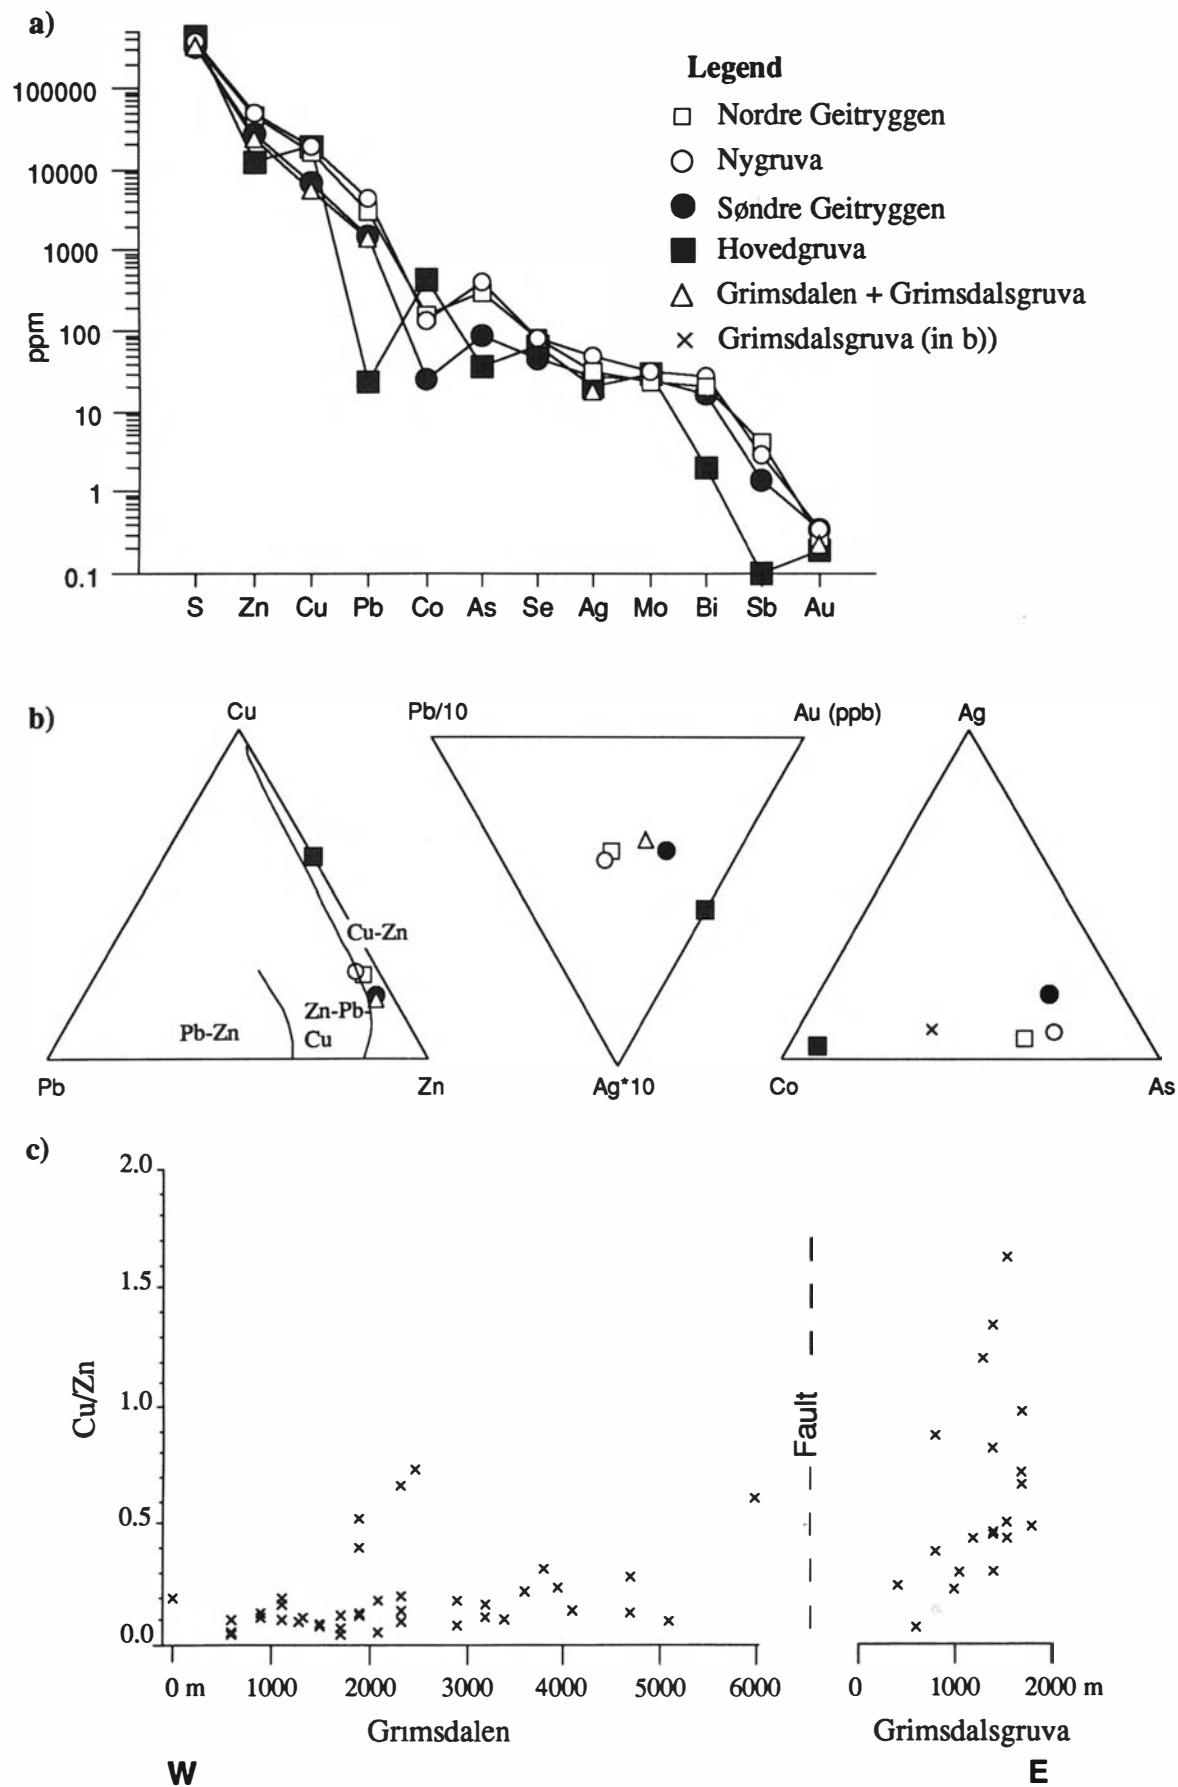 a)
100000
10000
1000
100
10
1
0.1
ppm
S Zn Cu Pb Co As Se Ag Mo Bi Sb Au
Legend
Nordre Geitryggen
Nygruva
Søndre Geitryggen
Hovedgruva
Grimsdalen + Grimsdalsgruva
Grimsdalsgruva (in b))
b)
Cu
Cu-Zn
Zn-Pb-
Cu
Pb-Zn
Pb
Zn
Pb/10
Au (ppb)
Ag*10
Ag
Co
As
c)
2.0
1.5
1.0
0.5
0.0
Cu/Zn
Fault
0 m 1000 2000 3000 4000 5000 6000
0 1000 2000 m
Grimsdalen
Grimsdalsgruva
W
E